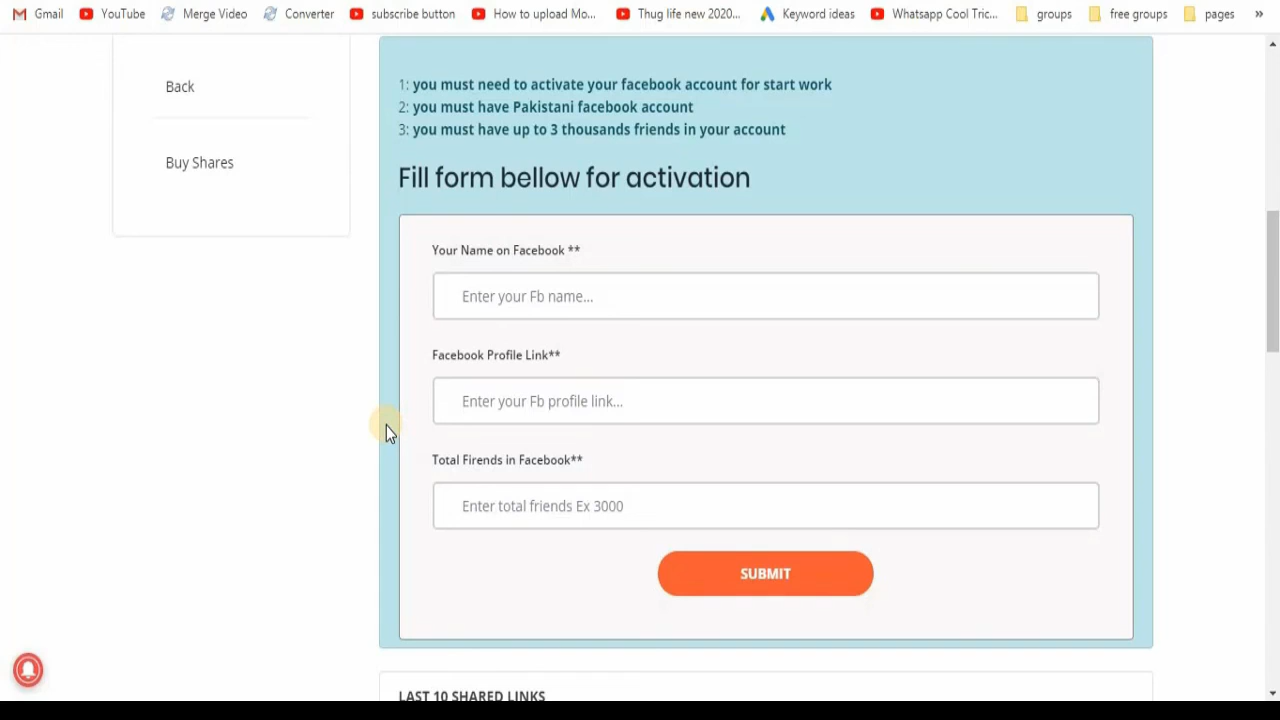 Gmail YouTube Merge Video Converter subscribe button How to upload Mo... Thug life new 2020... Keyword ideas Whatsapp Cool Tric... groups free groups pages »
Back
Buy Shares
1: you must need to activate your facebook account for start work
2: you must have Pakistani facebook account
3: you must have up to 3 thousands friends in your account
Fill form bellow for activation
Your Name on Facebook **
Enter your Fb name...
Facebook Profile Link**
Enter your Fb profile link...
Total Firends in Facebook**
Enter total friends Ex 3000
SUBMIT
LAST 10 SHARED LINKS